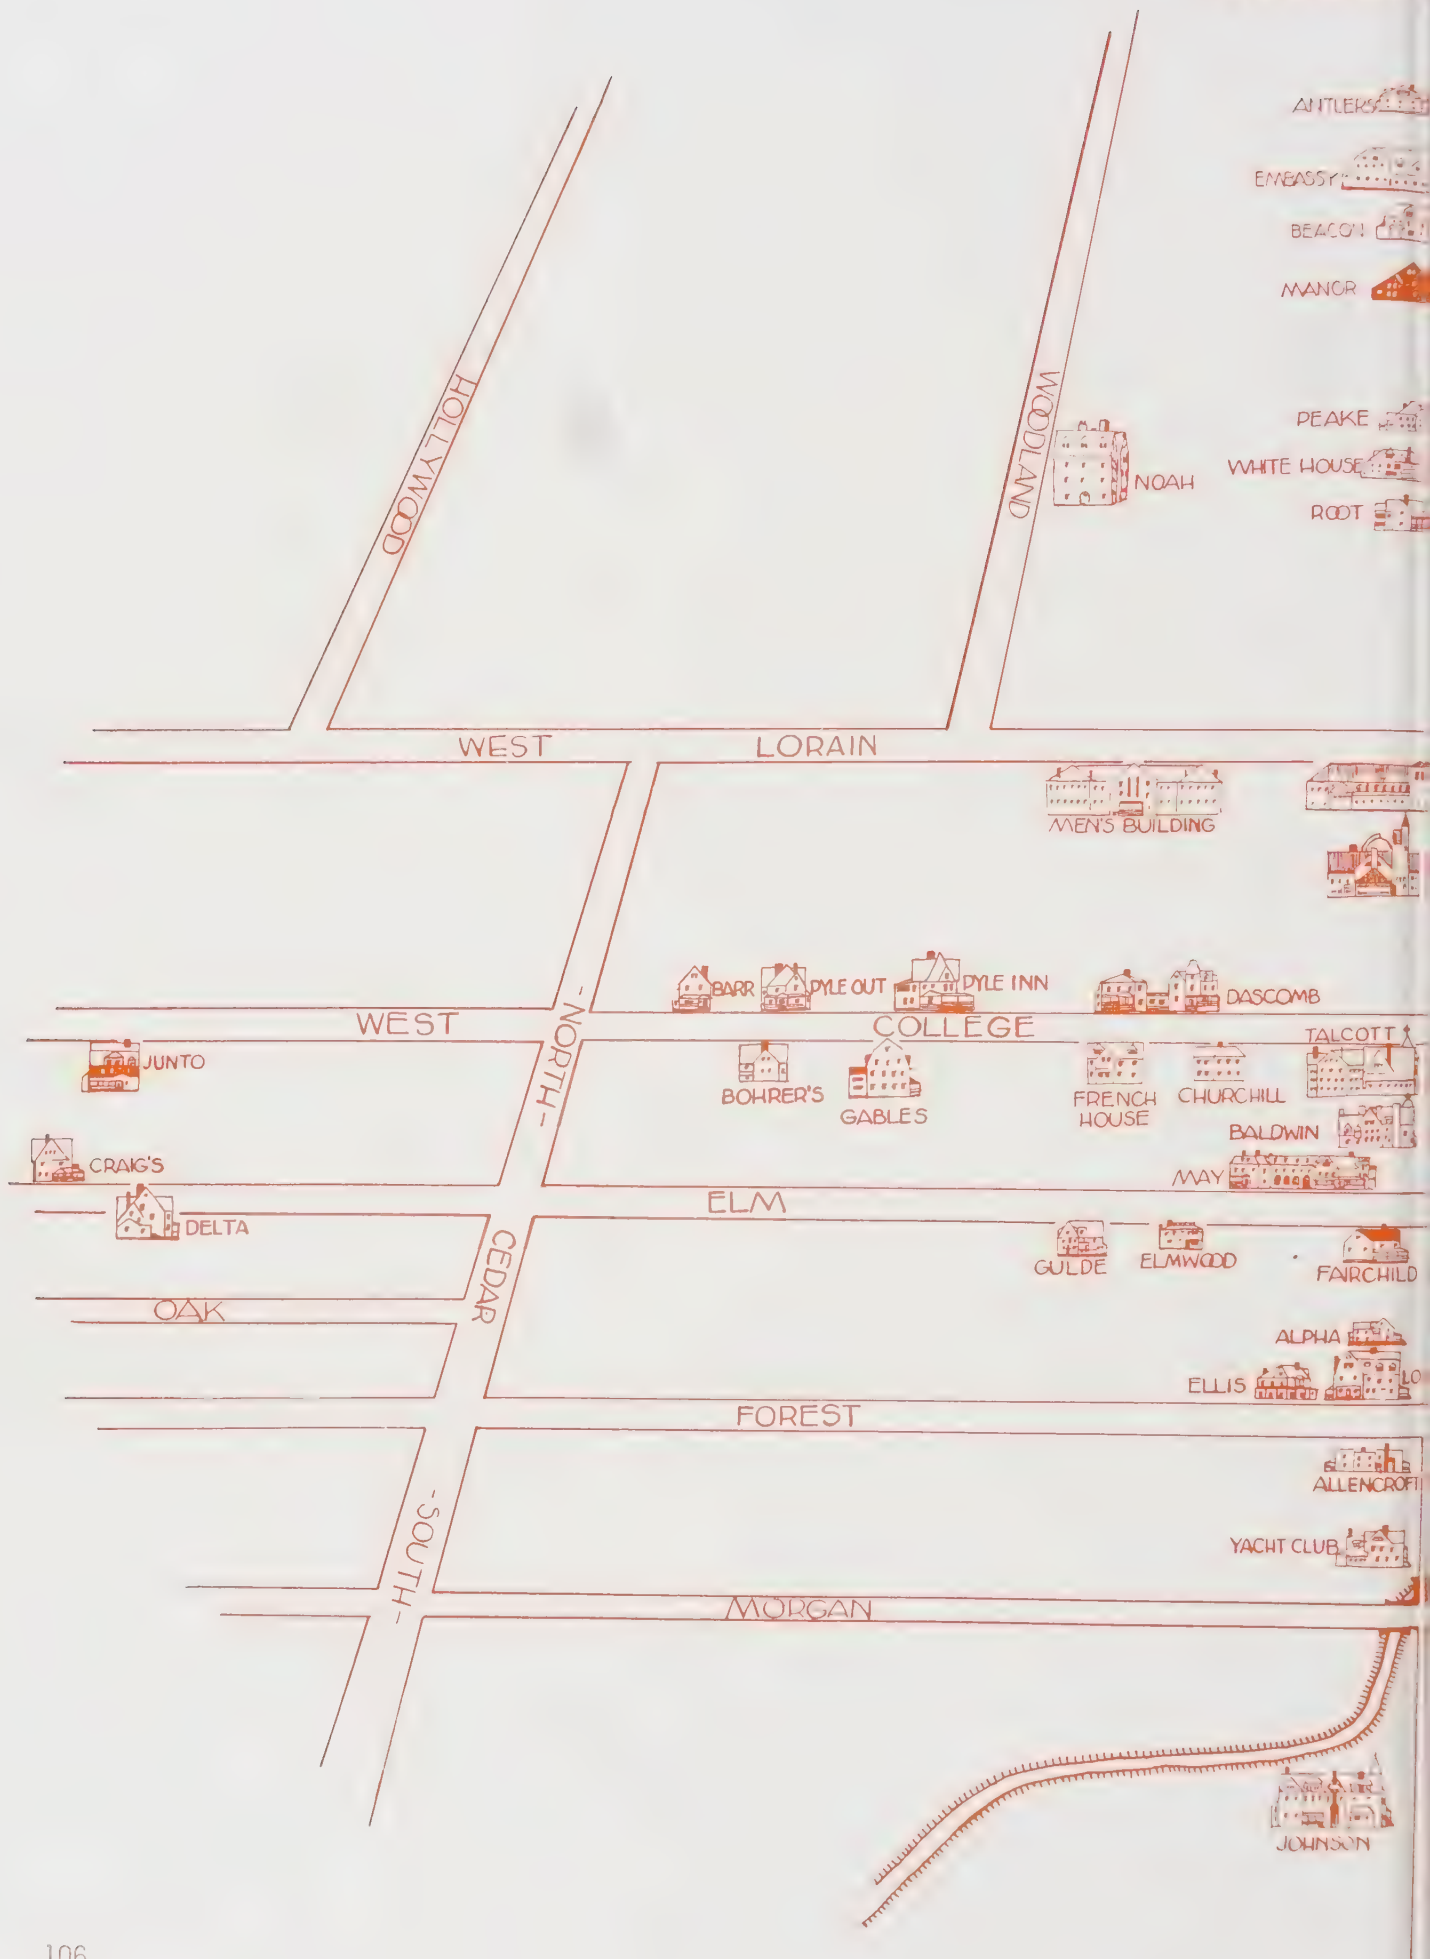 ANTLERS
EMBASSY
BEACON
MANOR
HOLLYWOOD
WOODLAND
PEAKE
WHITE HOUSE
NOAH
ROOT
WEST LORAIN
MEN'S BUILDING
BARR
PYLE OUT
PYLE INN
DASCOMB
WEST COLLEGE
-NORTH-
TALCOTT
JUNTO
BOHRER'S
GABLES
FRENCH
HOUSE
CHURCHILL
BALDWIN
CRAIG'S
MAY
ELM
DELTA
CEDAR
GULDE
ELMWOOD
FAIRCHILD
OAK
ALPHA
ELLIS
LO
FOREST
ALLENCROFT
-SOUTH-
YACHT CLUB
MORGAN
JOHNSON
106